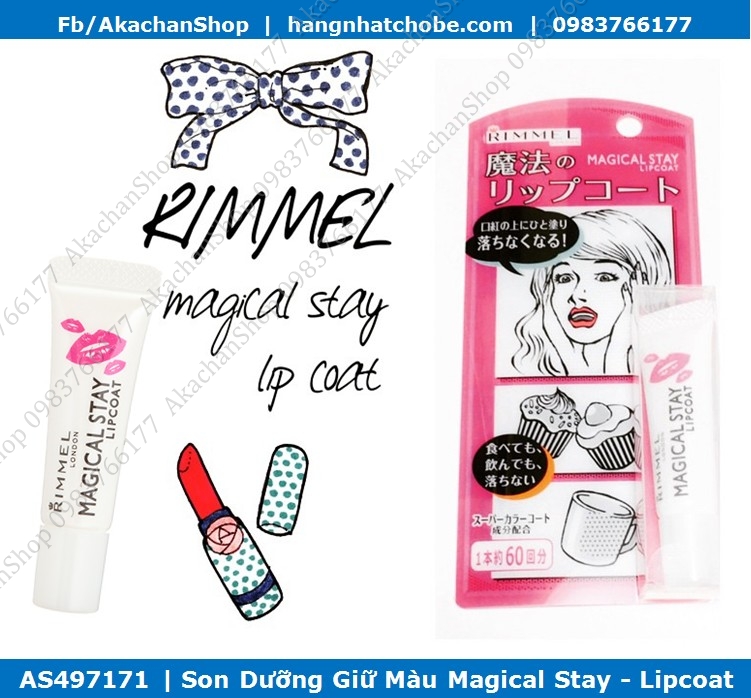 Fb/AkachanShop | hangnhatchobe.com | 0983766177
RIMMEL
magical stay
lip coat
RIMMEL
LONDON
MAGICAL STAY
LIPCOAT
RIMMEL
魔法の
MAGICAL STAY
LIPCOAT
リップコート
口紅の上にひと塗り
落ちなくなる!
食べても、
飲んでも、
落ちない
スーパーカラーコート
成分配合
1本約60回分
RIMMEL
LONDON
MAGICAL STAY
LIPCOAT
AkachanShop 0983766177
AS497171 | Son Dưỡng Giữ Màu Magical Stay - Lipcoat